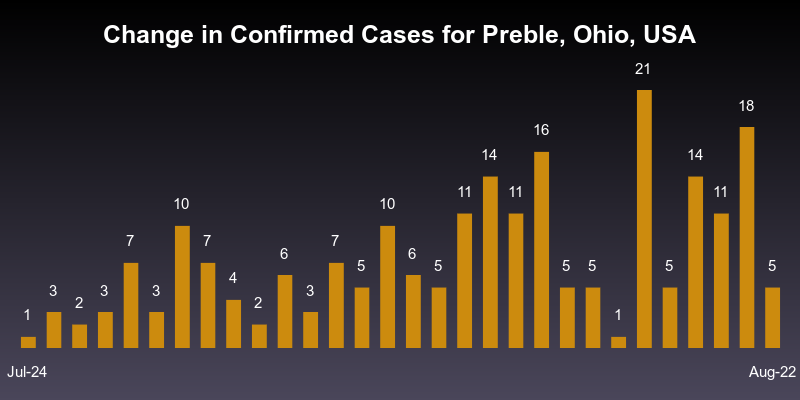 Change in Confirmed Cases for Preble, Ohio, USA
1 3 2 3 7 3 10 7 4 2 6 3 7 5 10 6 5 11 14 11 16 5 5 1 21 5 14 11 18 5
Jul-24 Aug-22